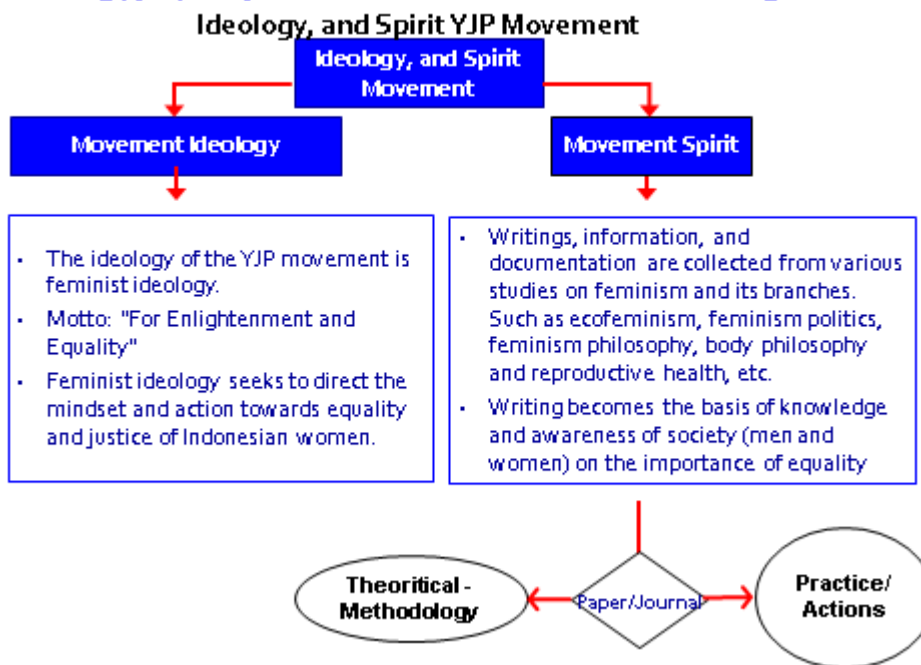 Ideology, and Spirit YJP Movement
Ideology, and Spirit
Movement
Movement Ideology
Movement Spirit
• The ideology of the YJP movement is
feminist ideology.
• Motto: "For Enlightenment and
Equality"
• Feminist ideology seeks to direct the
mindset and action towards equality
and justice of Indonesian women.
• Writings, information, and
documentation are collected from various
studies on feminism and its branches.
Such as ecofeminism, feminism politics,
feminism philosophy, body philosophy
and reproductive health, etc.
• Writing becomes the basis of knowledge
and awareness of society (men and
women) on the importance of equality
Theoritical -
Methodology
Paper/Journal
Practice/
Actions